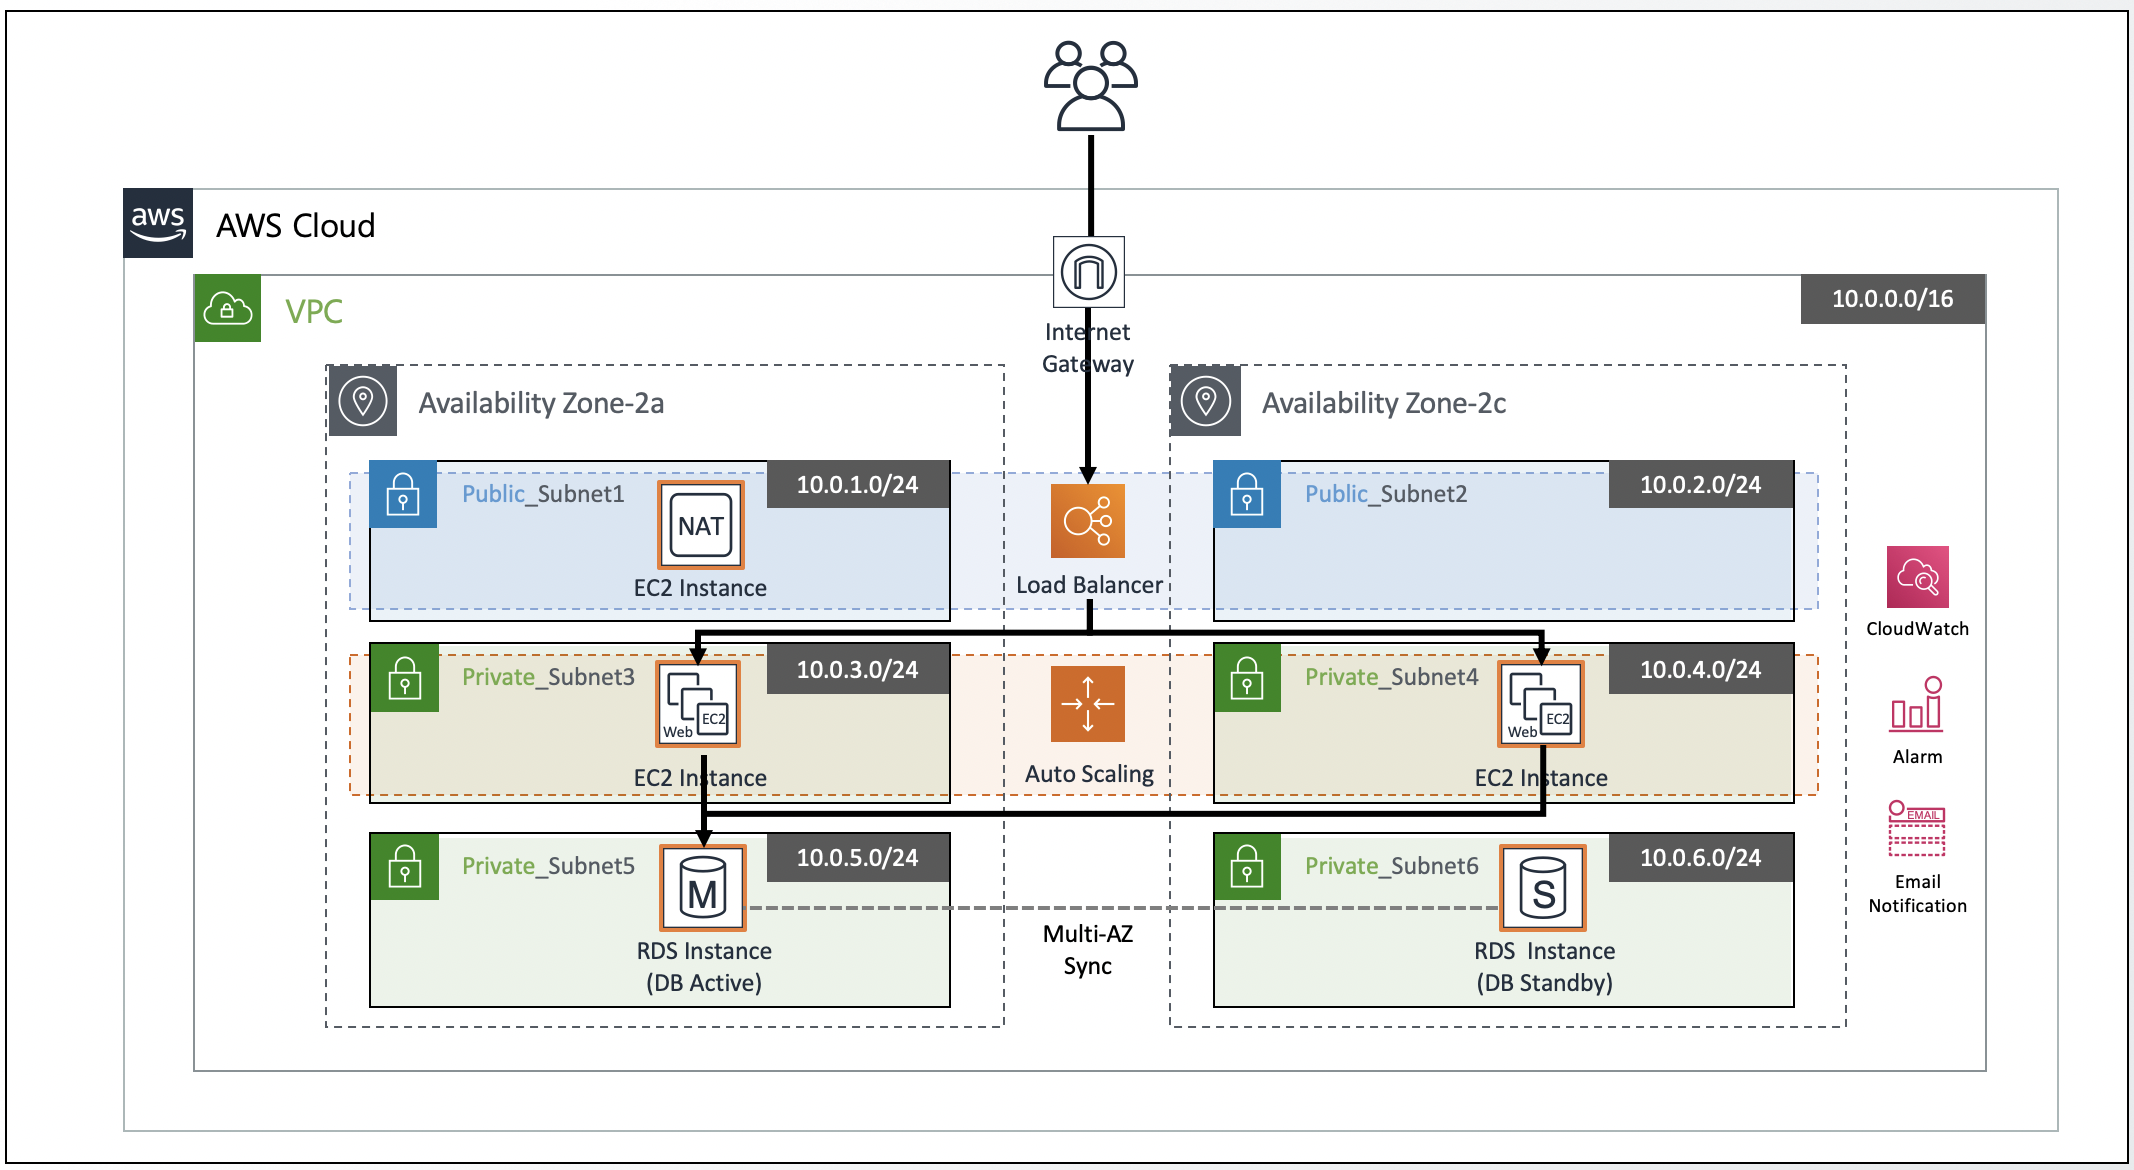 aws
AWS Cloud
VPC
10.0.0.0/16
Internet
Gateway
Availability Zone-2a
Availability Zone-2c
Public_Subnet1
10.0.1.0/24
NAT
EC2 Instance
Load Balancer
Public_Subnet2
10.0.2.0/24
Private_Subnet3
10.0.3.0/24
Web
EC2
EC2 Instance
Auto Scaling
Private_Subnet4
10.0.4.0/24
Web
EC2
EC2 Instance
Private_Subnet5
10.0.5.0/24
M
RDS Instance
(DB Active)
Multi-AZ
Sync
Private_Subnet6
10.0.6.0/24
S
RDS  Instance
(DB Standby)
CloudWatch
Alarm
EMAIL
Email
Notification